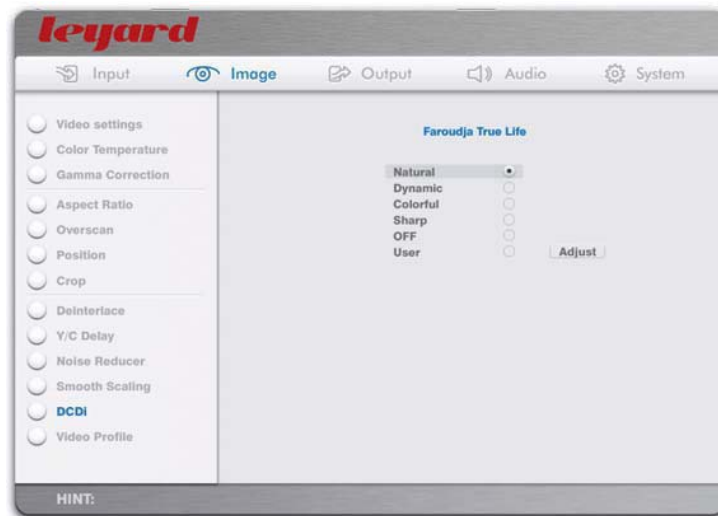 leyard
Input Image Output Audio System
Video settings
Color Temperature
Gamma Correction
Aspect Ratio
Overscan
Position
Crop
Deinterlace
Y/C Delay
Noise Reducer
Smooth Scaling
DCDi
Video Profile
Faroudja True Life
Natural
Dynamic
Colorful
Sharp
OFF
User Adjust
HINT: